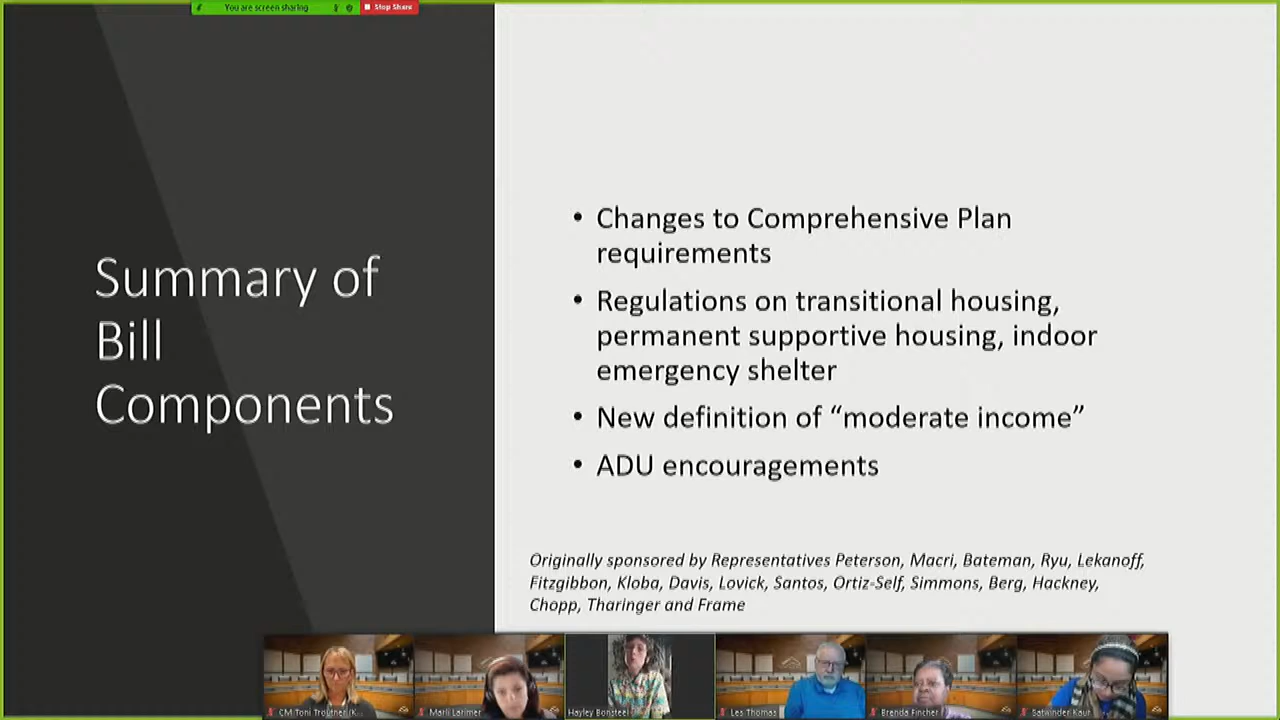 You are screen sharing
Stop Share
Summary of
Bill
Components
• Changes to Comprehensive Plan
requirements
• Regulations on transitional housing,
permanent supportive housing, indoor
emergency shelter
• New definition of “moderate income”
• ADU encouragements
Originally sponsored by Representatives Peterson, Macri, Bateman, Ryu, Lekanoff,
Fitzgibbon, Kloba, Davis, Lovick, Santos, Ortiz-Self, Simmons, Berg, Hackney,
Chopp, Tharinger and Frame
CM Toni Troutner (K...
Marli Larimer
Hayley Bonsteel
Les Thomas
Brenda Fincher
Satwinder Kaur